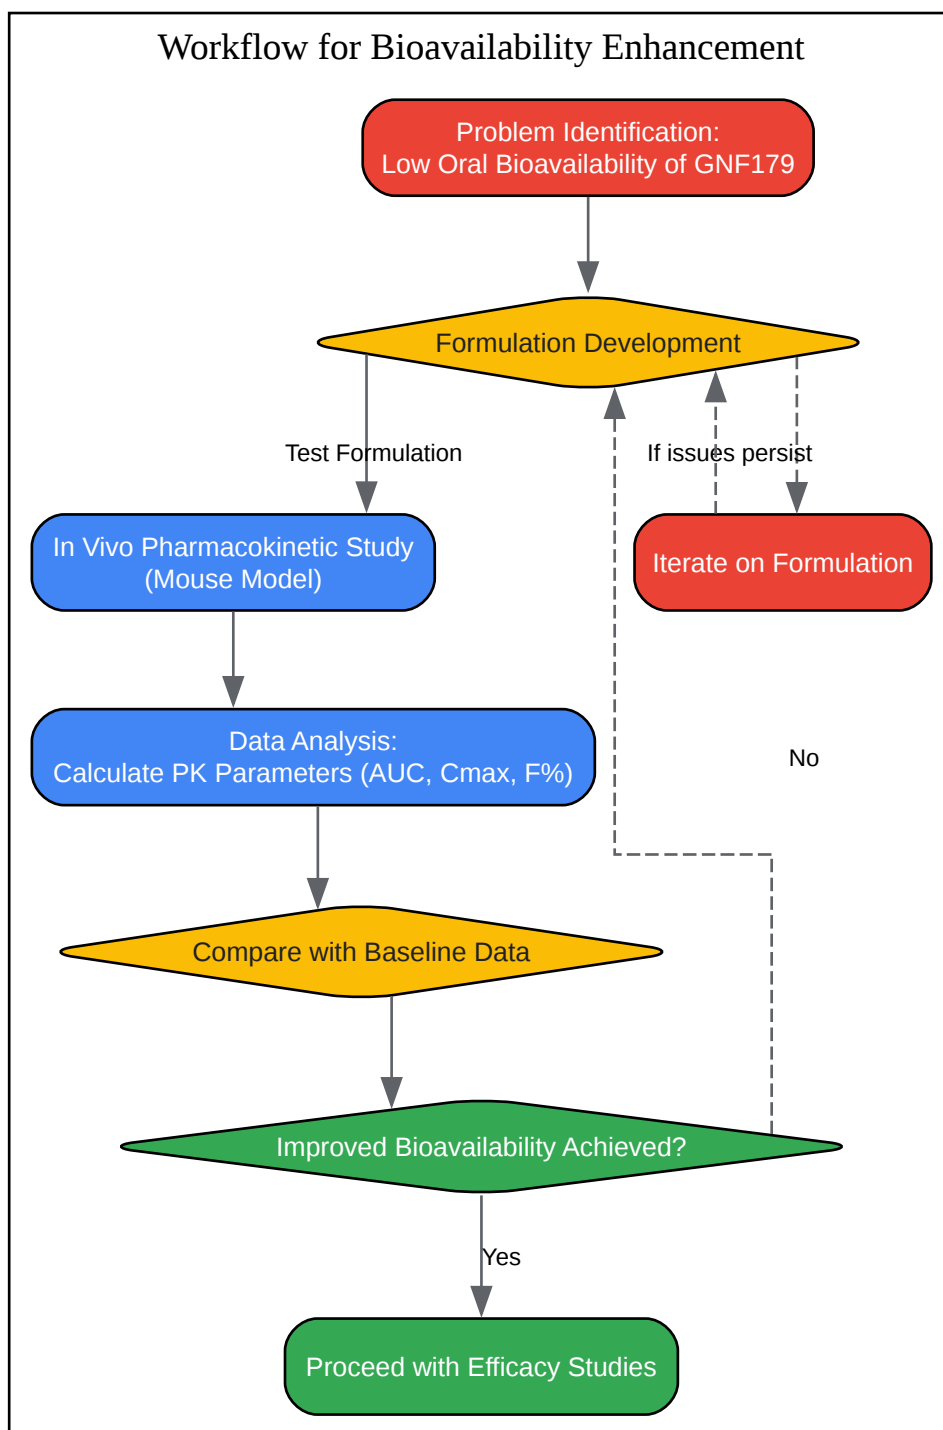 Workflow for Bioavailability Enhancement
Problem Identification:
Low Oral Bioavailability of GNF179
Formulation Development
Test Formulation
If issues persist
In Vivo Pharmacokinetic Study
(Mouse Model)
Iterate on Formulation
Data Analysis:
Calculate PK Parameters (AUC, Cmax, F%)
No
Compare with Baseline Data
Improved Bioavailability Achieved?
Yes
Proceed with Efficacy Studies